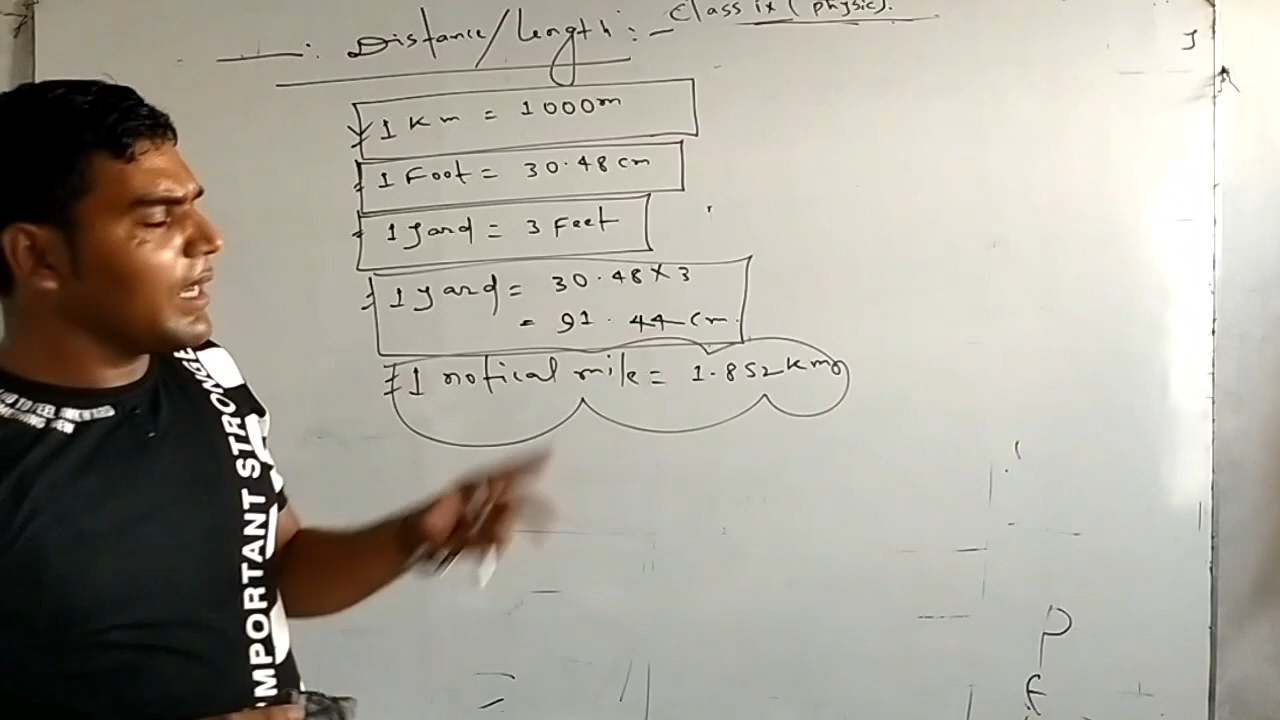 Class ix ( physic).
: Distance/Length :-
1 Km = 1000m
1 Foot = 30.48 cm
1 yard = 3 Feet
1 yard = 30.48 x 3
= 91.44 cm.
1 notical mile = 1.852 kms
IMPORTANT STRONGE
P